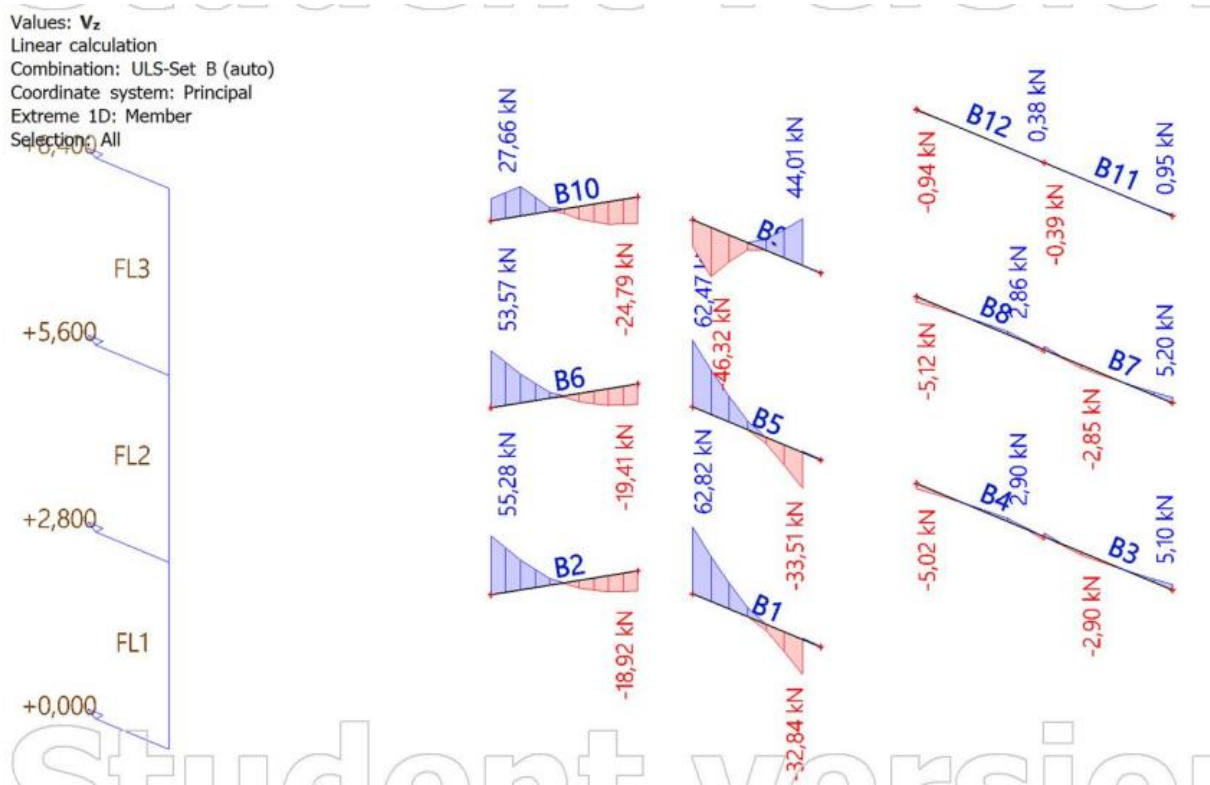 Student version
Values: Vz
Linear calculation
Combination: ULS-Set B (auto)
Coordinate system: Principal
Extreme 1D: Member
Selection: All
FL3
+5,600
FL2
+2,800
FL1
+0,000
27,66 kN
B10
-24,79 kN
44,01 kN
-46,32 kN
B12
0,38 kN
-0,94 kN
B11
0,95 kN
-0,39 kN
53,57 kN
B6
-19,41 kN
62,47
B5
-33,51 kN
B8
2,86 kN
-5,12 kN
B7
5,20 kN
-2,85 kN
55,28 kN
B2
-18,92 kN
62,82 kN
B1
-32,84 kN
B4
2,90 kN
-5,02 kN
B3
5,10 kN
-2,90 kN
Student version